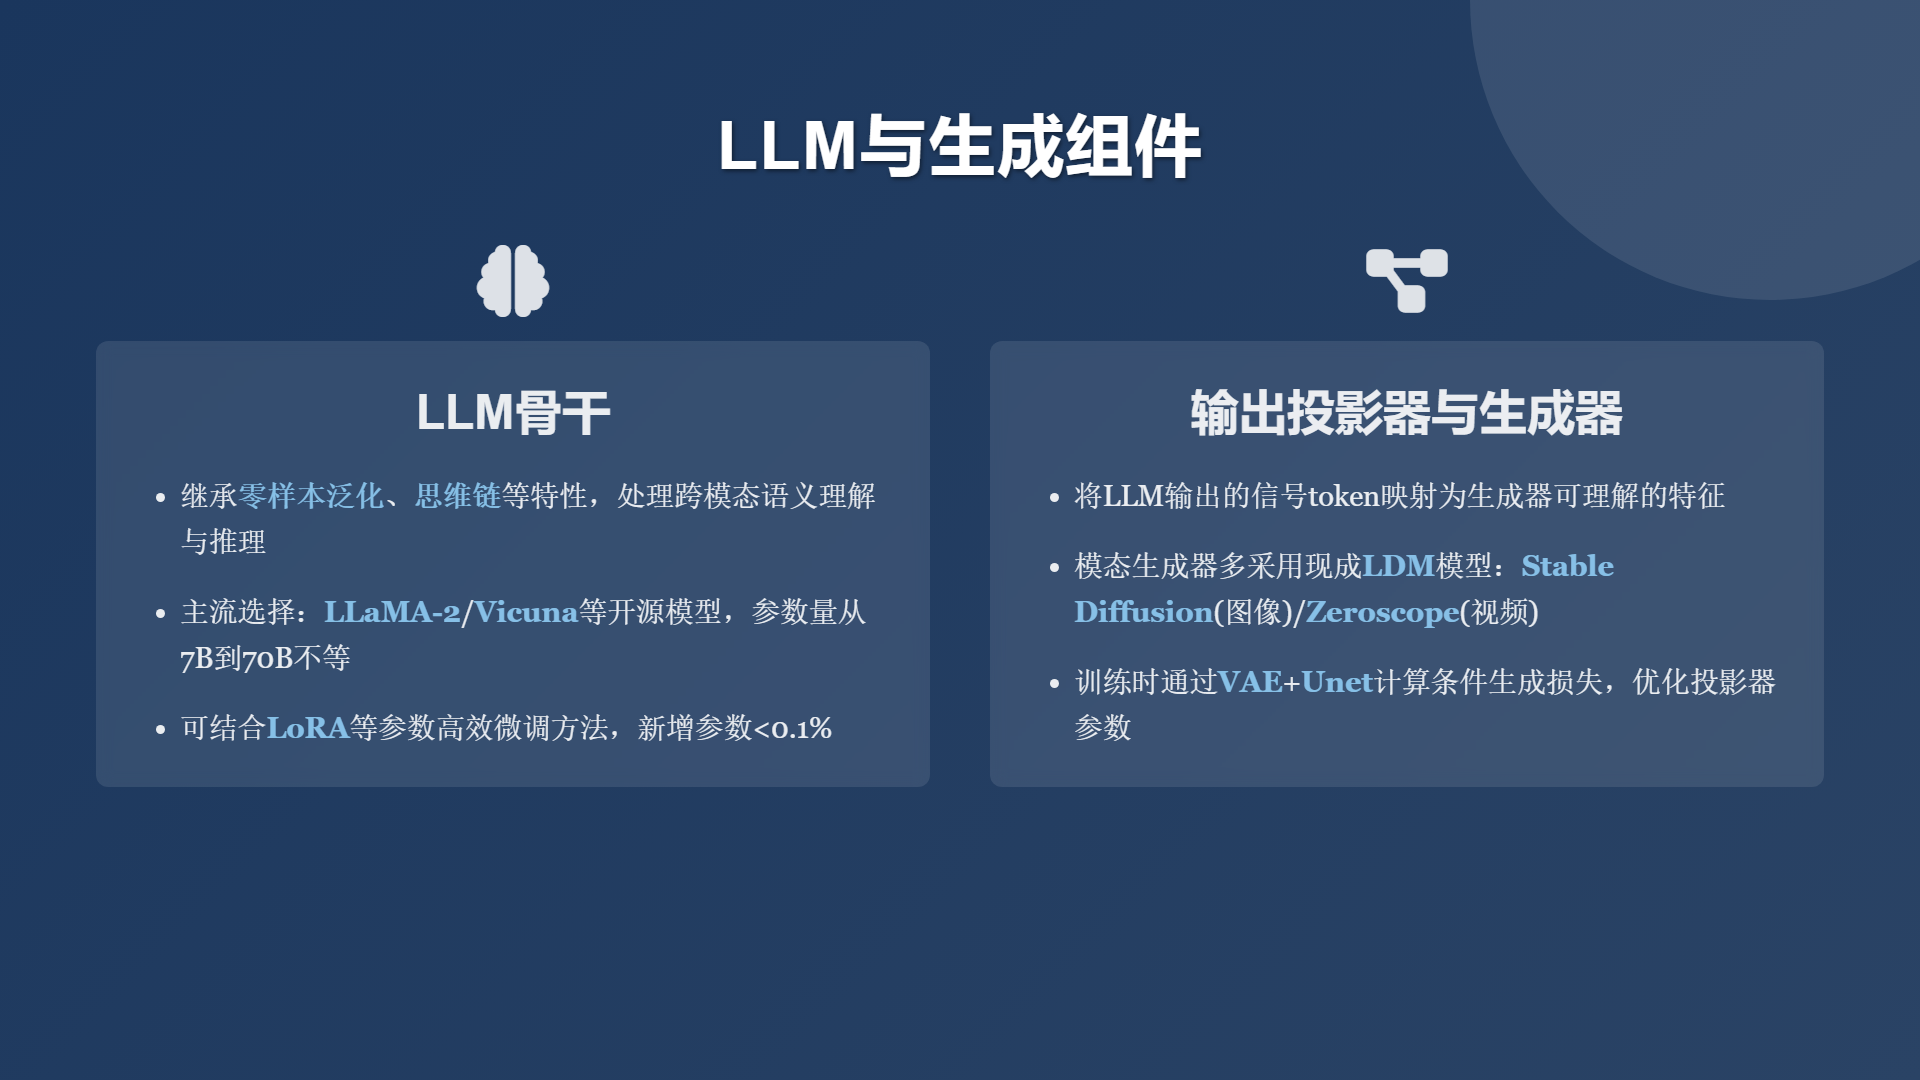 LLM与生成组件
LLM骨干
继承零样本泛化、思维链等特性，处理跨模态语义理解
与推理
主流选择：LLaMA-2/Vicuna等开源模型，参数量从
7B到70B不等
可结合LoRA等参数高效微调方法，新增参数<0.1%
输出投影器与生成器
将LLM输出的信号token映射为生成器可理解的特征
模态生成器多采用现成LDM模型：Stable
Diffusion(图像)/Zeroscope(视频)
训练时通过VAE+Unet计算条件生成损失，优化投影器
参数